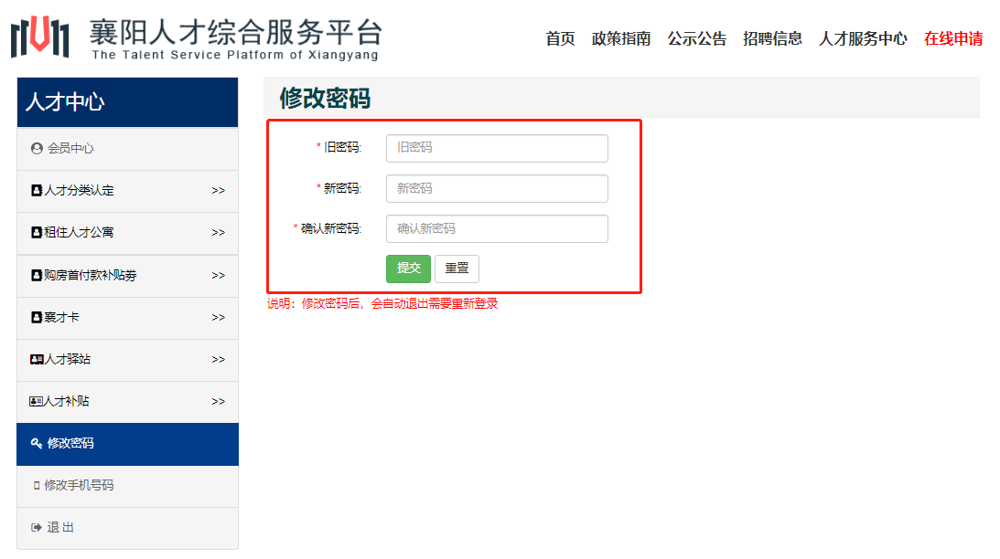 襄阳人才综合服务平台
The Talent Service Platform of Xiangyang
首页 政策指南 公示公告 招聘信息 人才服务中心 在线申请
人才中心
会员中心
人才分类认定 >>
租住人才公寓 >>
购房首付款补贴劵 >>
襄才卡 >>
人才驿站 >>
人才补贴 >>
修改密码
修改手机号码
退 出
修改密码
* 旧密码: 旧密码
* 新密码: 新密码
* 确认新密码: 确认新密码
提交 重置
说明：修改密码后，会自动退出需要重新登录